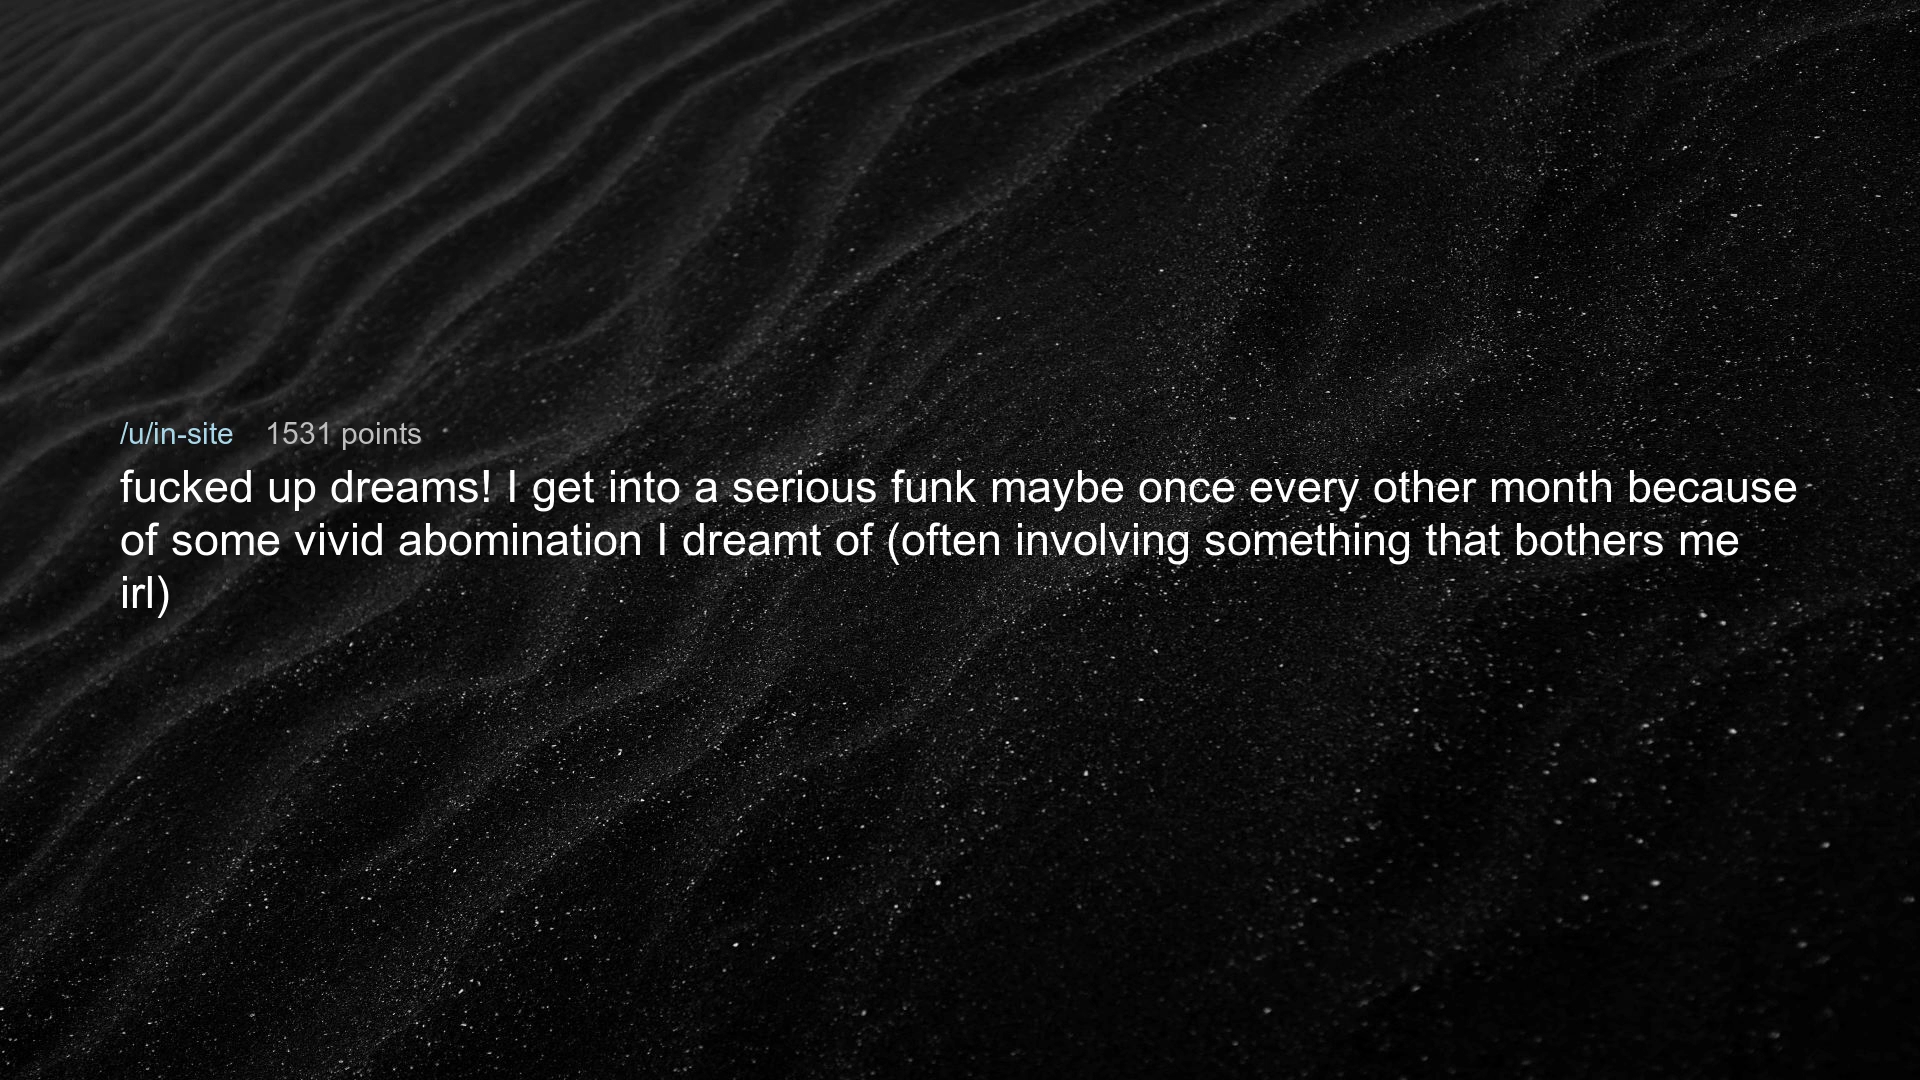 /u/in-site 1531 points
fucked up dreams! I get into a serious funk maybe once every other month because
of some vivid abomination I dreamt of (often involving something that bothers me
irl)